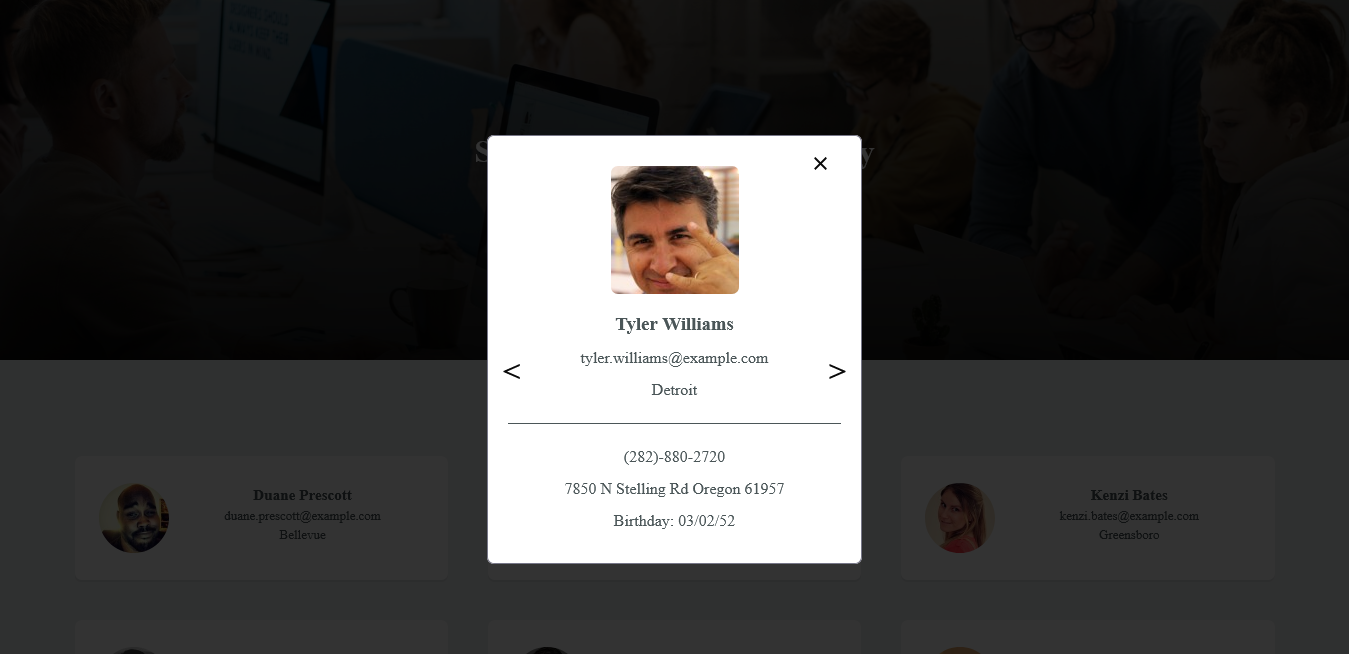 S
y
×
Tyler Williams
tyler.williams@example.com
<
>
Detroit
(282)-880-2720
7850 N Stelling Rd Oregon 61957
Birthday: 03/02/52
Duane Prescott
duane.prescott@example.com
Bellevue
Kenzi Bates
kenzi.bates@example.com
Greensboro